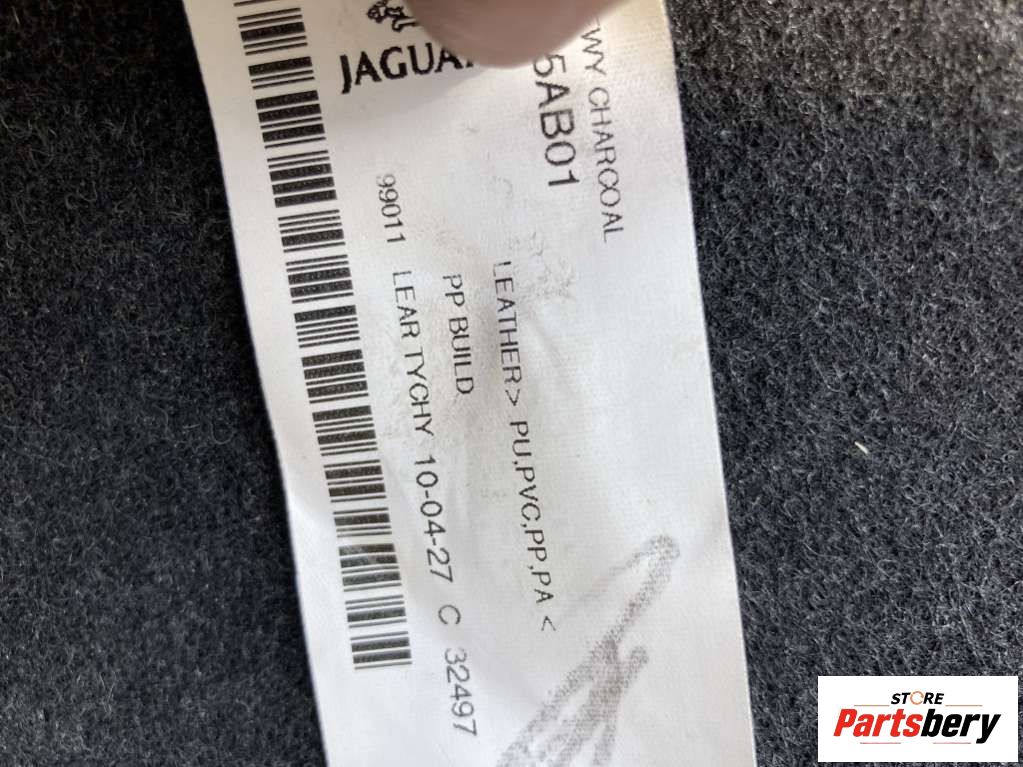 JAGUA
WY CHARCOAL
5AB01
LEATHER> PU,PVC,PP,PA <
PP BUILD
99011 LEAR TYCHY 10-04-27 C 32497
STORE
Partsbery